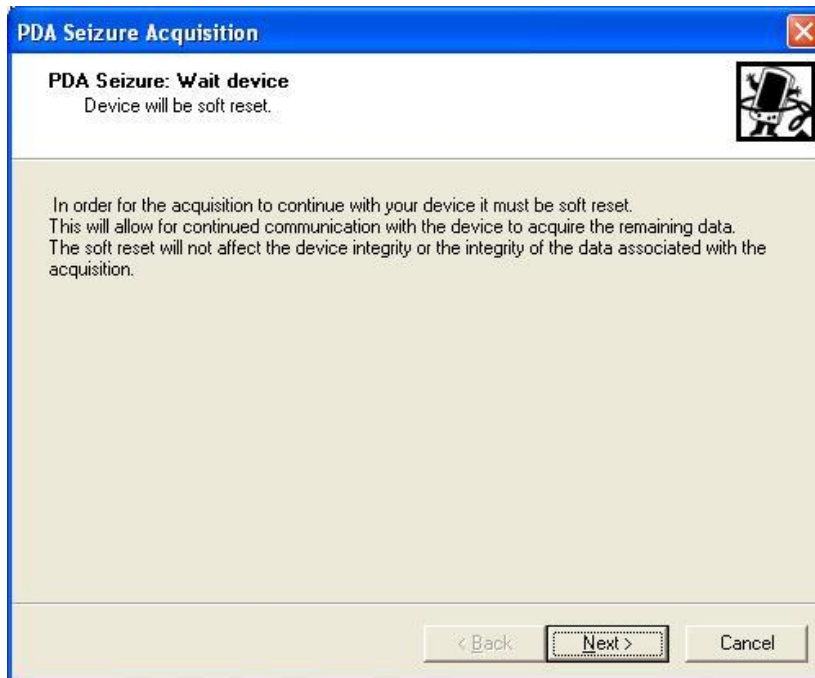 PDA Seizure Acquisition
PDA Seizure: Wait device
Device will be soft reset.
In order for the acquisition to continue with your device it must be soft reset.
This will allow for continued communication with the device to acquire the remaining data.
The soft reset will not affect the device integrity or the integrity of the data associated with the
acquisition.
< Back Next > Cancel